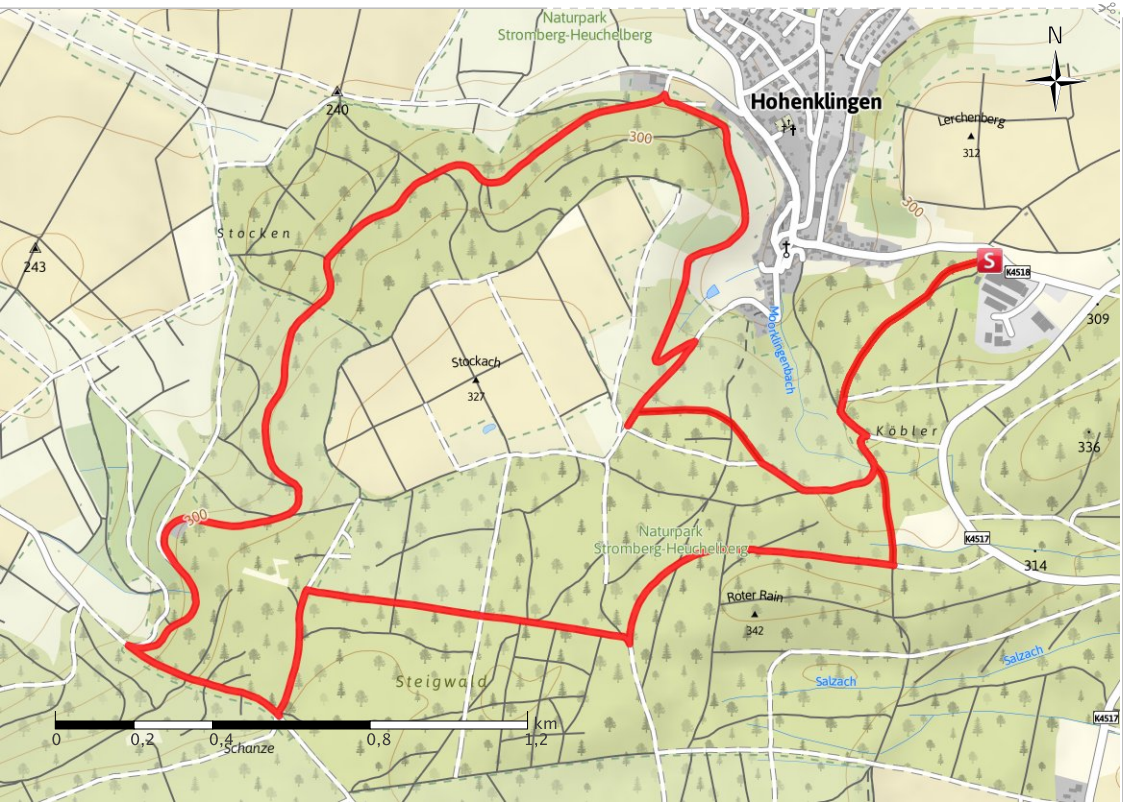 Naturpark
Stromberg-Heuchelberg
N
240
Hohenklingen
Lerchenberg
312
300
300
Stocken
243
S
K4518
309
Moorklingenbach
Stockach
327
Köbler
336
300
Naturpark
Stromberg-Heuchelberg
K4517
314
Roter Rain
342
Salzach
Salzach
Steigwald
K4517
km
0
0,2
0,4
0,8
1,2
Schanze